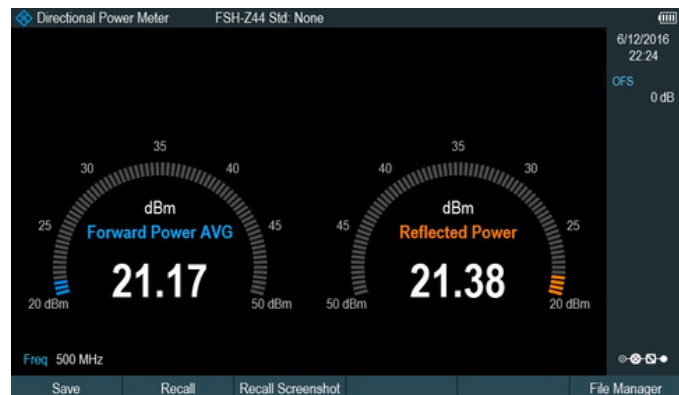 Directional Power Meter FSH-Z44 Std: None
6/12/2016
22:24
OFS
0 dB
35
30 40
25 45
dBm
Forward Power AVG
21.17
20 dBm 50 dBm
35
40 30
45 25
dBm
Reflected Power
21.38
50 dBm 20 dBm
Freq 500 MHz
Save Recall Recall Screenshot File Manager